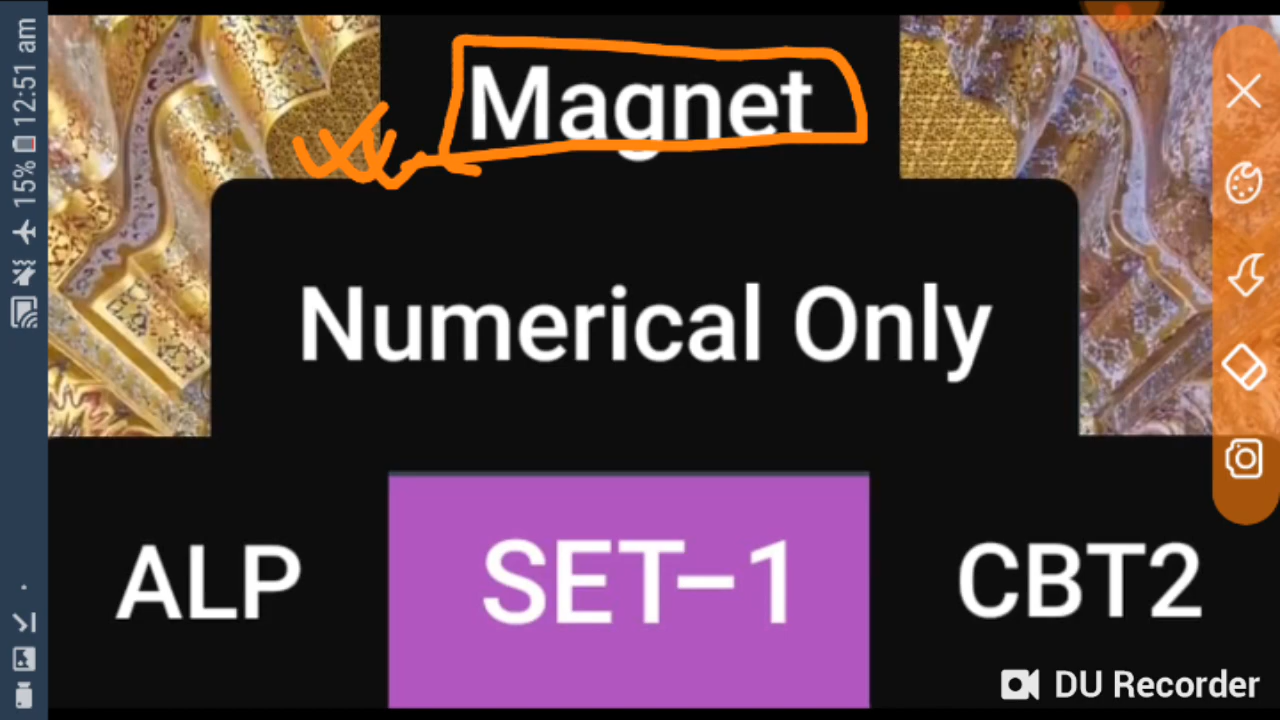 12:51 am
15%
Magnet
Numerical Only
ALP
SET-1
CBT2
DU Recorder